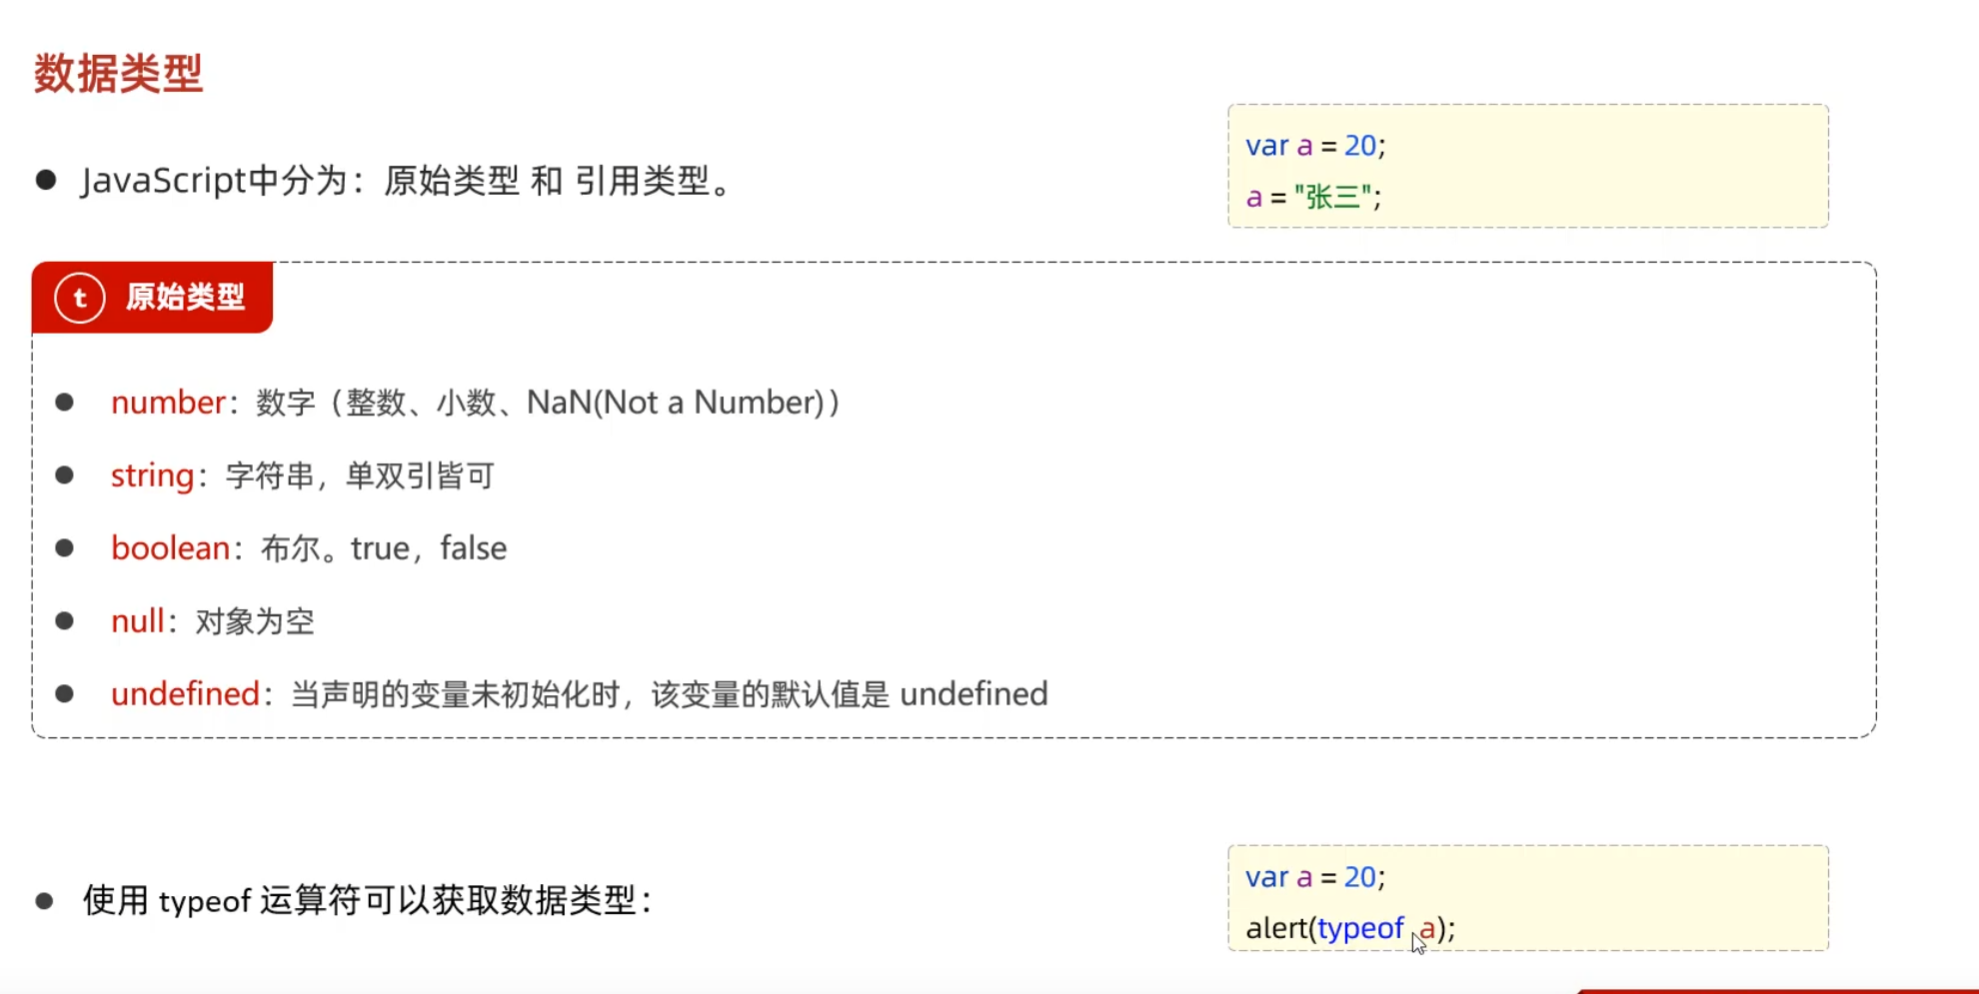 数据类型
JavaScript中分为：原始类型 和 引用类型。
var a = 20;
a = "张三";
t 原始类型
number：数字（整数、小数、NaN(Not a Number)）
string：字符串，单双引皆可
boolean：布尔。true，false
null：对象为空
undefined：当声明的变量未初始化时，该变量的默认值是 undefined
使用 typeof 运算符可以获取数据类型：
var a = 20;
alert(typeof a);